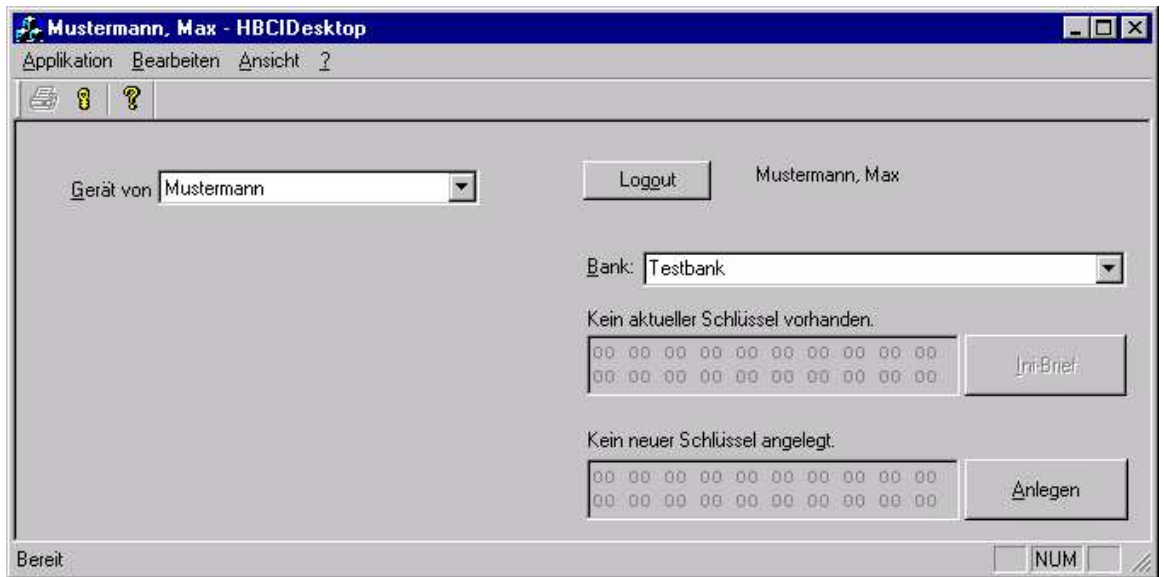 Mustermann, Max - HBCIDesktop
Applikation Bearbeiten Ansicht ?
Gerät von Mustermann
Logout Mustermann, Max
Bank: Testbank
Kein aktueller Schlüssel vorhanden.
00 00 00 00 00 00 00 00 00 00
00 00 00 00 00 00 00 00 00 00
Ini-Brief
Kein neuer Schlüssel angelegt.
00 00 00 00 00 00 00 00 00 00
00 00 00 00 00 00 00 00 00 00
Anlegen
Bereit NUM